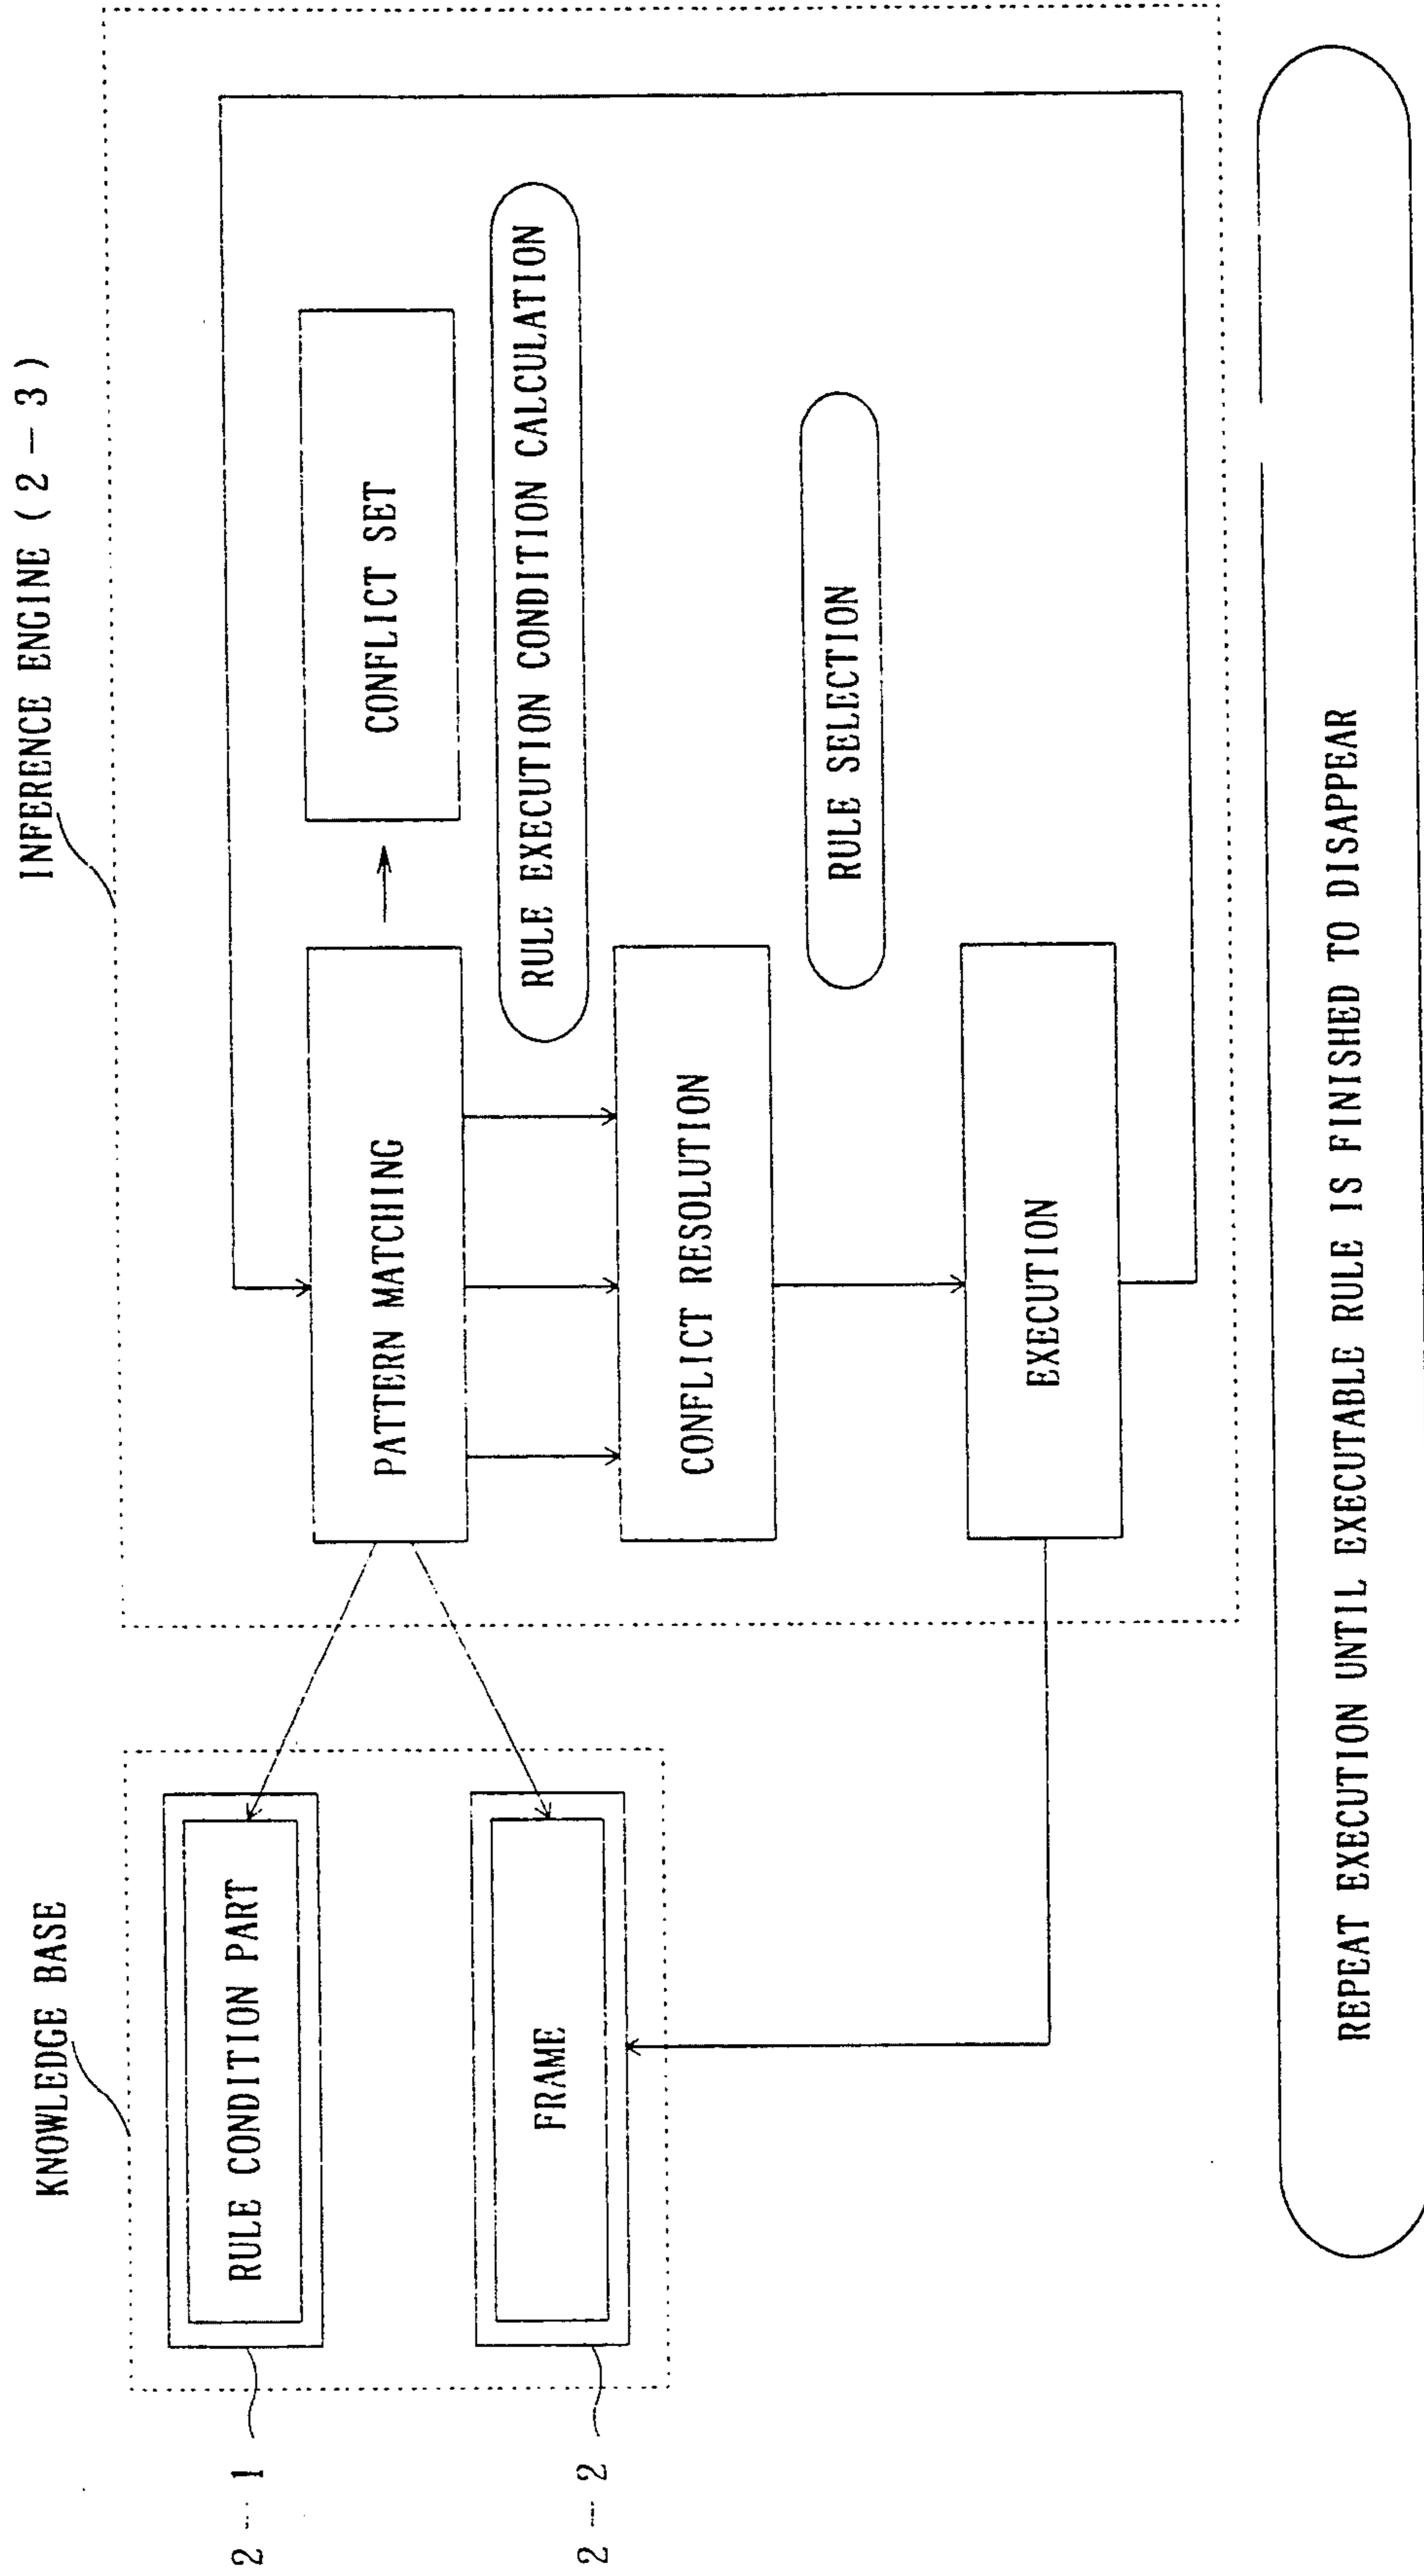 KNOWLEDGE BASE
INFERENCE ENGINE ( 2 - 3 )
2 - 1
RULE CONDITION PART
PATTERN MATCHING
CONFLICT SET
RULE EXECUTION CONDITION CALCULATION
2 - 2
FRAME
CONFLICT RESOLUTION
RULE SELECTION
EXECUTION
REPEAT EXECUTION UNTIL EXECUTABLE RULE IS FINISHED TO DISAPPEAR